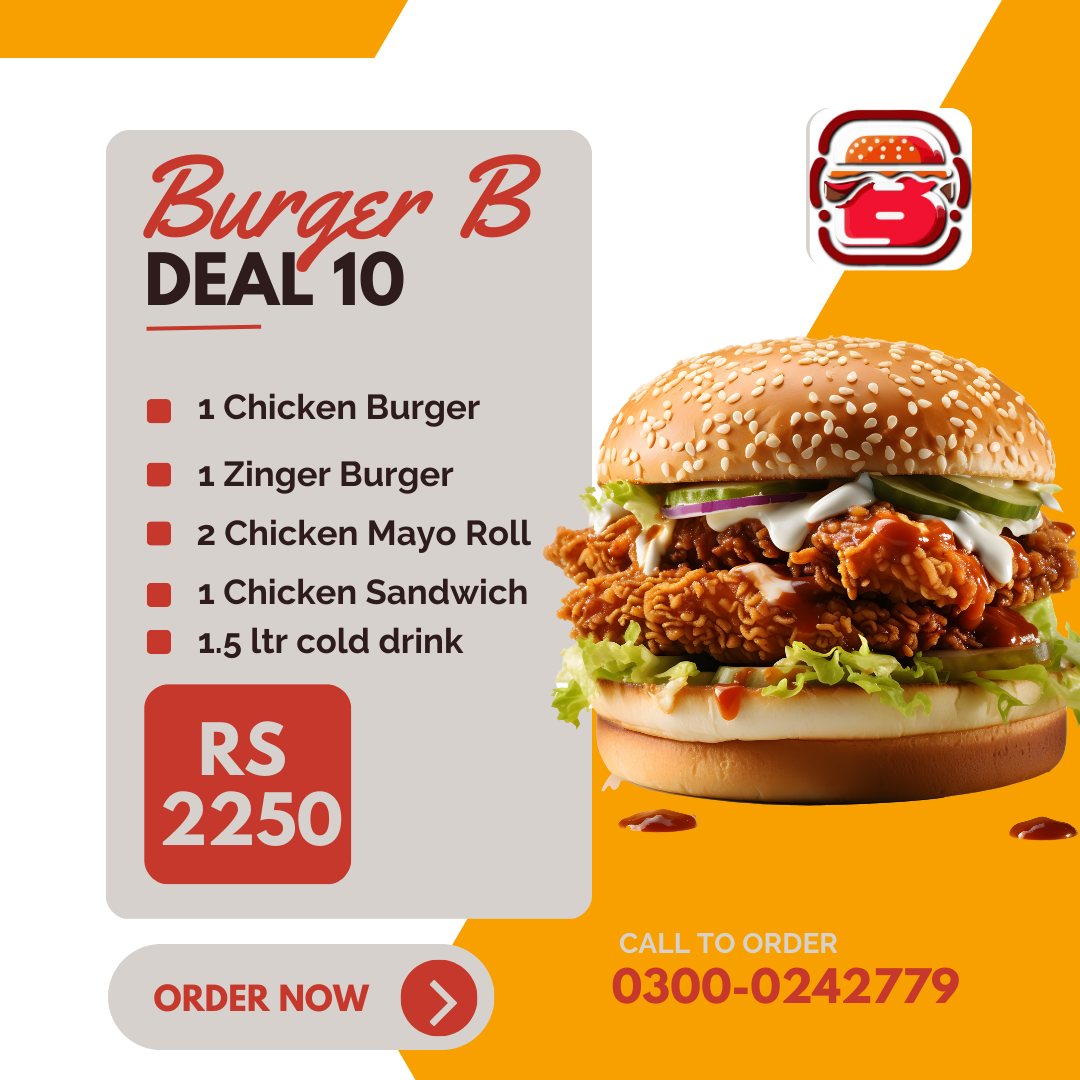 Burger B
DEAL 10
1 Chicken Burger
1 Zinger Burger
2 Chicken Mayo Roll
1 Chicken Sandwich
1.5 ltr cold drink
RS
2250
ORDER NOW
CALL TO ORDER
0300-0242779